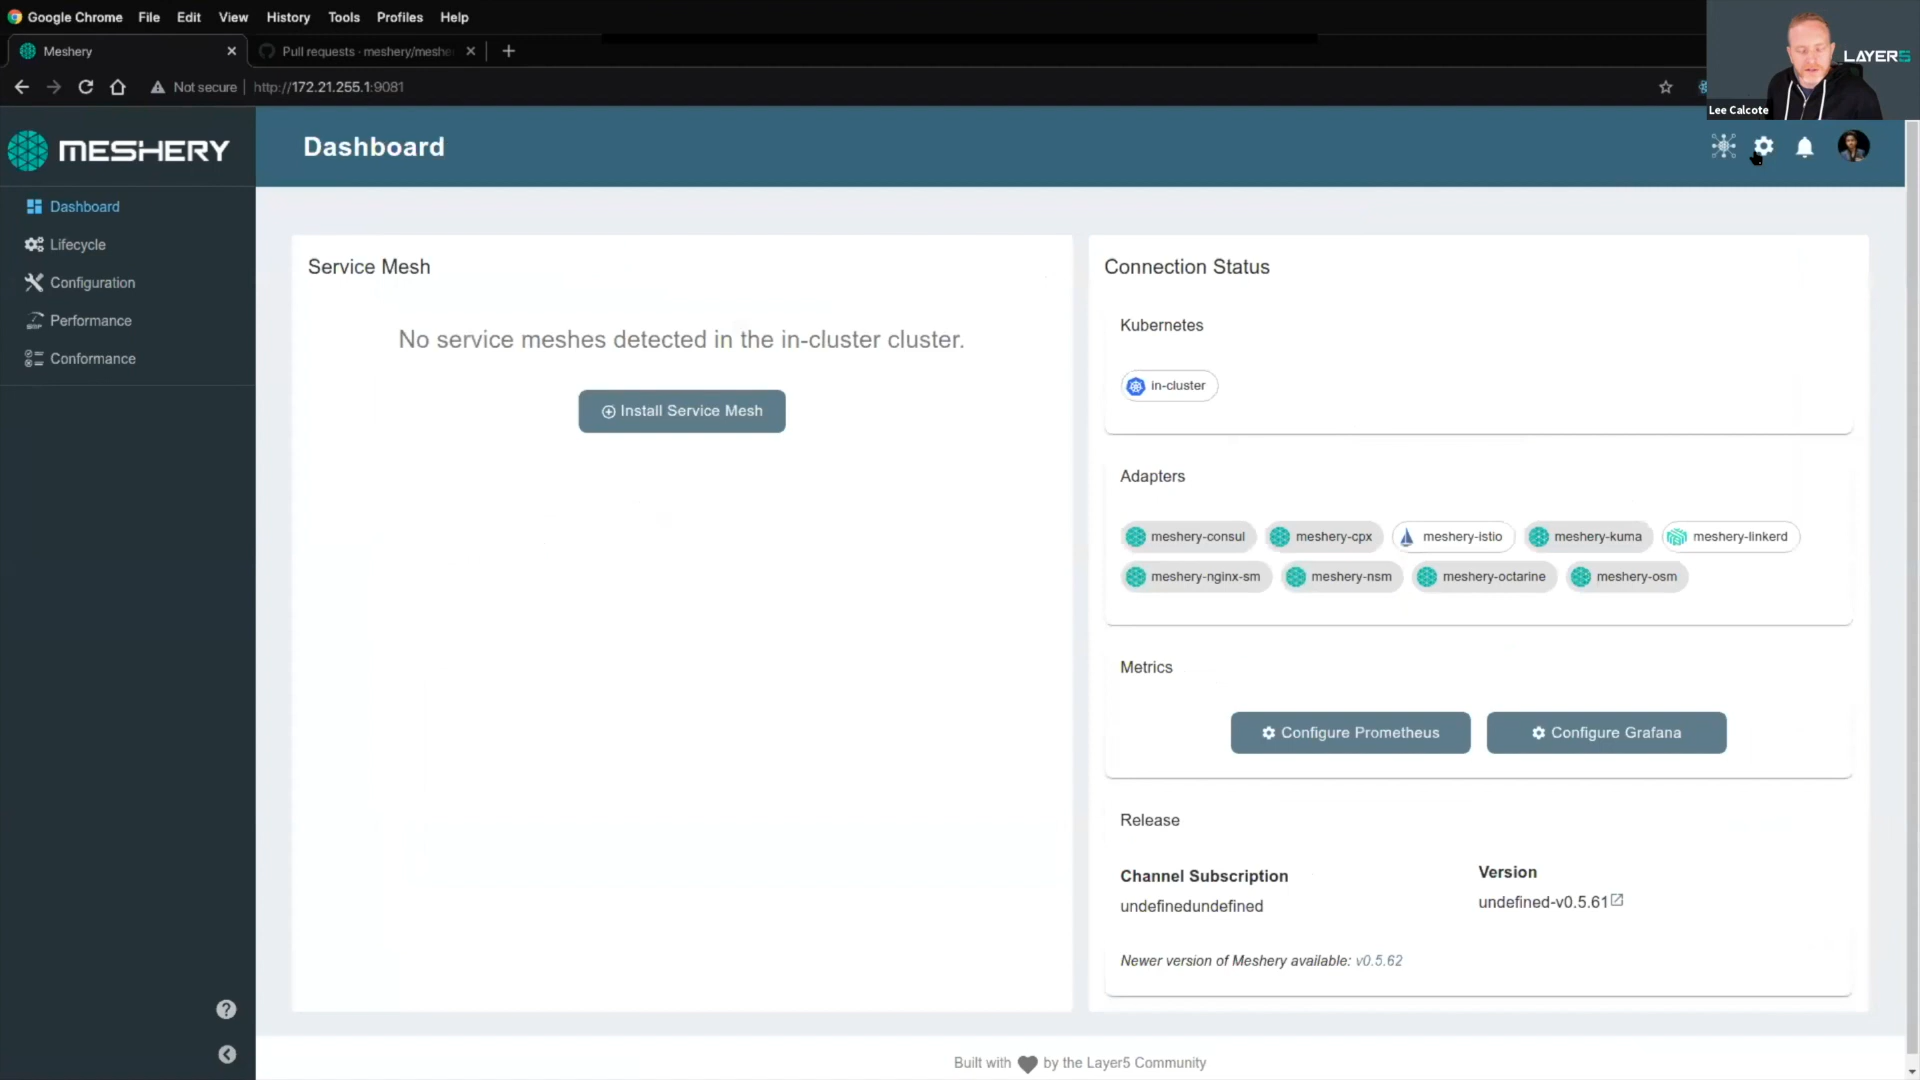 Google Chrome File Edit View History Tools Profiles Help
Meshery
Pull requests · meshery/meshe
Not secure http://172.21.255.1:9081
LAYER5
Lee Calcote
MESHERY
Dashboard
Dashboard
Lifecycle
Configuration
Performance
Conformance
Service Mesh
No service meshes detected in the in-cluster cluster.
Install Service Mesh
Connection Status
Kubernetes
in-cluster
Adapters
meshery-consul meshery-cpx meshery-istio meshery-kuma meshery-linkerd
meshery-nginx-sm meshery-nsm meshery-octarine meshery-osm
Metrics
Configure Prometheus Configure Grafana
Release
Channel Subscription
undefinedundefined
Version
undefined-v0.5.61
Newer version of Meshery available: v0.5.62
Built with by the Layer5 Community